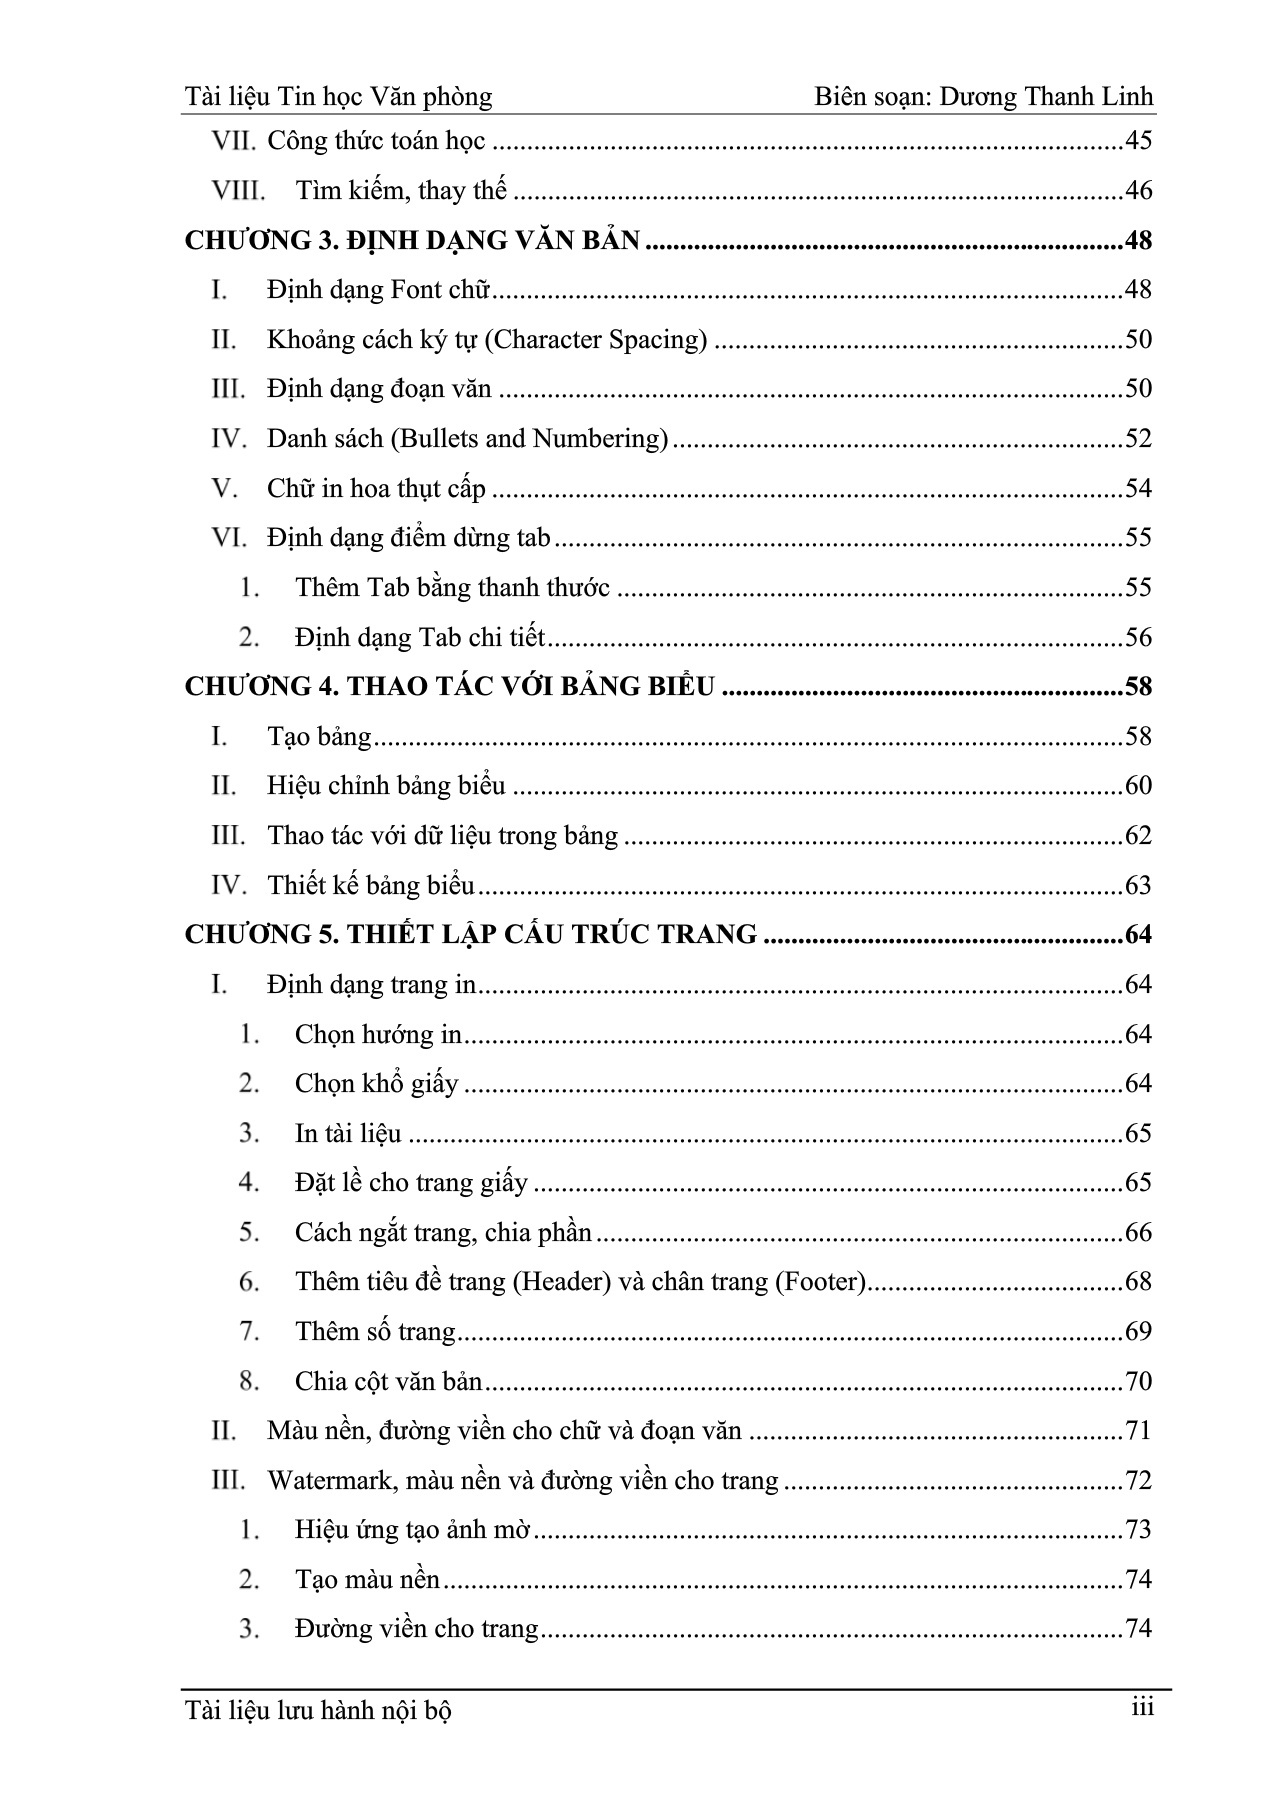 Tài liệu Tin học Văn phòng Biên soạn: Dương Thanh Linh
VII. Công thức toán học ........ 45
VIII. Tìm kiếm, thay thế ........ 46
CHƯƠNG 3. ĐỊNH DẠNG VĂN BẢN ........ 48
I. Định dạng Font chữ ........ 48
II. Khoảng cách ký tự (Character Spacing) ........ 50
III. Định dạng đoạn văn ........ 50
IV. Danh sách (Bullets and Numbering) ........ 52
V. Chữ in hoa thụt cấp ........ 54
VI. Định dạng điểm dừng tab ........ 55
1. Thêm Tab bằng thanh thước ........ 55
2. Định dạng Tab chi tiết ........ 56
CHƯƠNG 4. THAO TÁC VỚI BẢNG BIỂU ........ 58
I. Tạo bảng ........ 58
II. Hiệu chỉnh bảng biểu ........ 60
III. Thao tác với dữ liệu trong bảng ........ 62
IV. Thiết kế bảng biểu ........ 63
CHƯƠNG 5. THIẾT LẬP CẤU TRÚC TRANG ........ 64
I. Định dạng trang in ........ 64
1. Chọn hướng in ........ 64
2. Chọn khổ giấy ........ 64
3. In tài liệu ........ 65
4. Đặt lề cho trang giấy ........ 65
5. Cách ngắt trang, chia phần ........ 66
6. Thêm tiêu đề trang (Header) và chân trang (Footer) ........ 68
7. Thêm số trang ........ 69
8. Chia cột văn bản ........ 70
II. Màu nền, đường viền cho chữ và đoạn văn ........ 71
III. Watermark, màu nền và đường viền cho trang ........ 72
1. Hiệu ứng tạo ảnh mờ ........ 73
2. Tạo màu nền ........ 74
3. Đường viền cho trang ........ 74
Tài liệu lưu hành nội bộ iii